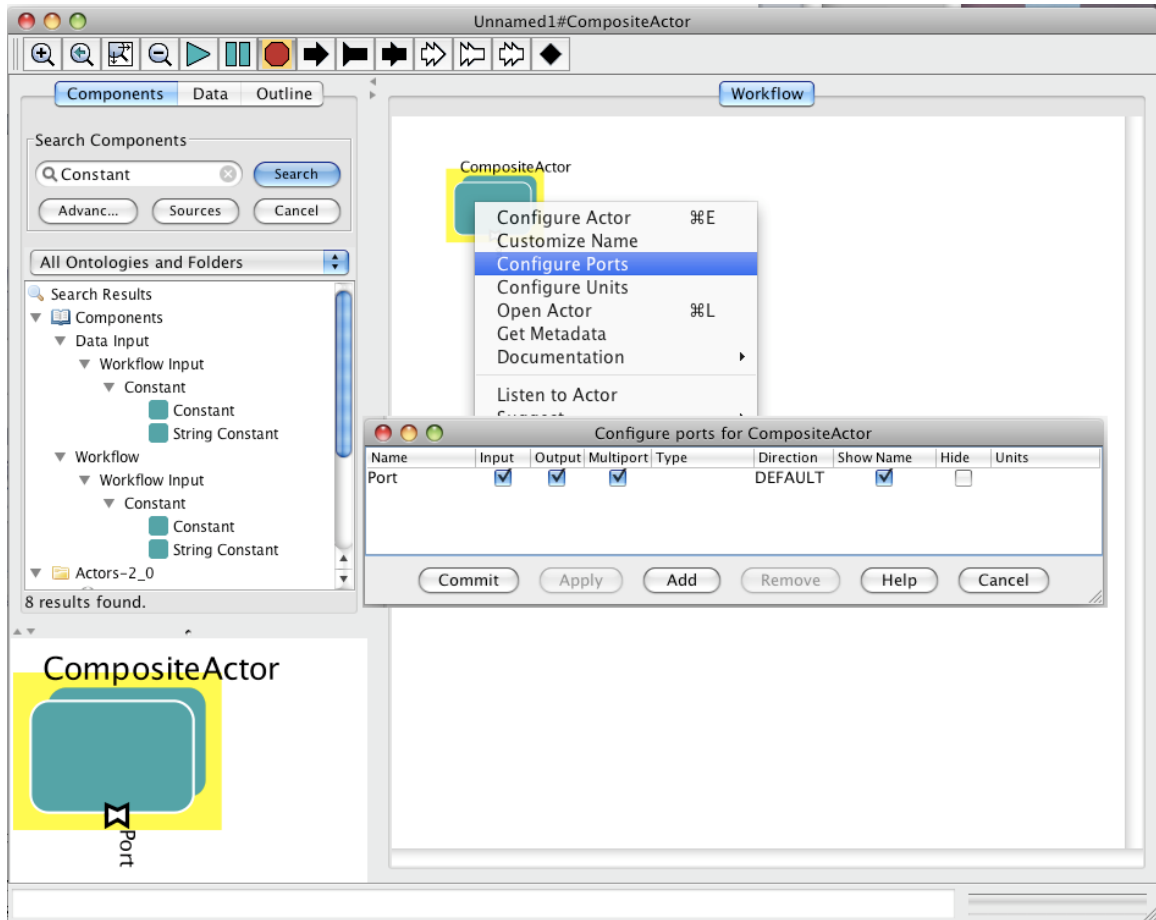 Unnamed1#CompositeActor
Components Data Outline
Workflow
Search Components
Constant Search
Advanc... Sources Cancel
All Ontologies and Folders
Search Results
Components
Data Input
Workflow Input
Constant
Constant
String Constant
Workflow
Workflow Input
Constant
Constant
String Constant
Actors-2_0
8 results found.
CompositeActor
Port
CompositeActor
Configure Actor ⌘E
Customize Name
Configure Ports
Configure Units
Open Actor ⌘L
Get Metadata
Documentation
Listen to Actor
Configure ports for CompositeActor
Name Input Output Multiport Type Direction Show Name Hide Units
Port DEFAULT
Commit Apply Add Remove Help Cancel